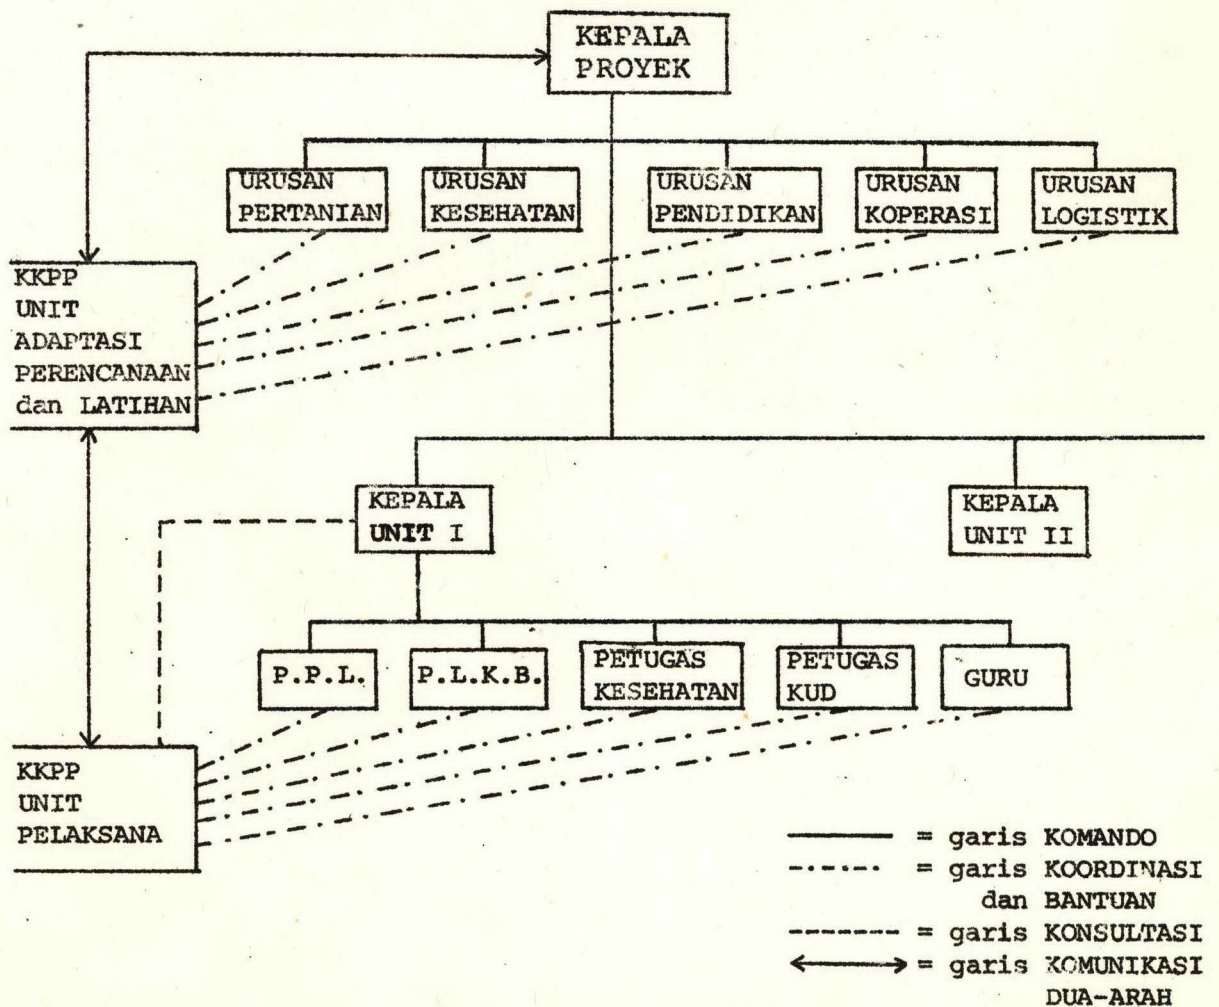 KEPALA
PROYEK
URUSAN
PERTANIAN
URUSAN
KESEHATAN
URUSAN
PENDIDIKAN
URUSAN
KOPERASI
URUSAN
LOGISTIK
KKPP
UNIT
ADAPTASI
PERENCANAAN
dan LATIHAN
KEPALA
UNIT I
KEPALA
UNIT II
P.P.L.
P.L.K.B.
PETUGAS
KESEHATAN
PETUGAS
KUD
GURU
KKPP
UNIT
PELAKSANA
= garis KOMANDO
= garis KOORDINASI
dan BANTUAN
= garis KONSULTASI
= garis KOMUNIKASI
DUA-ARAH